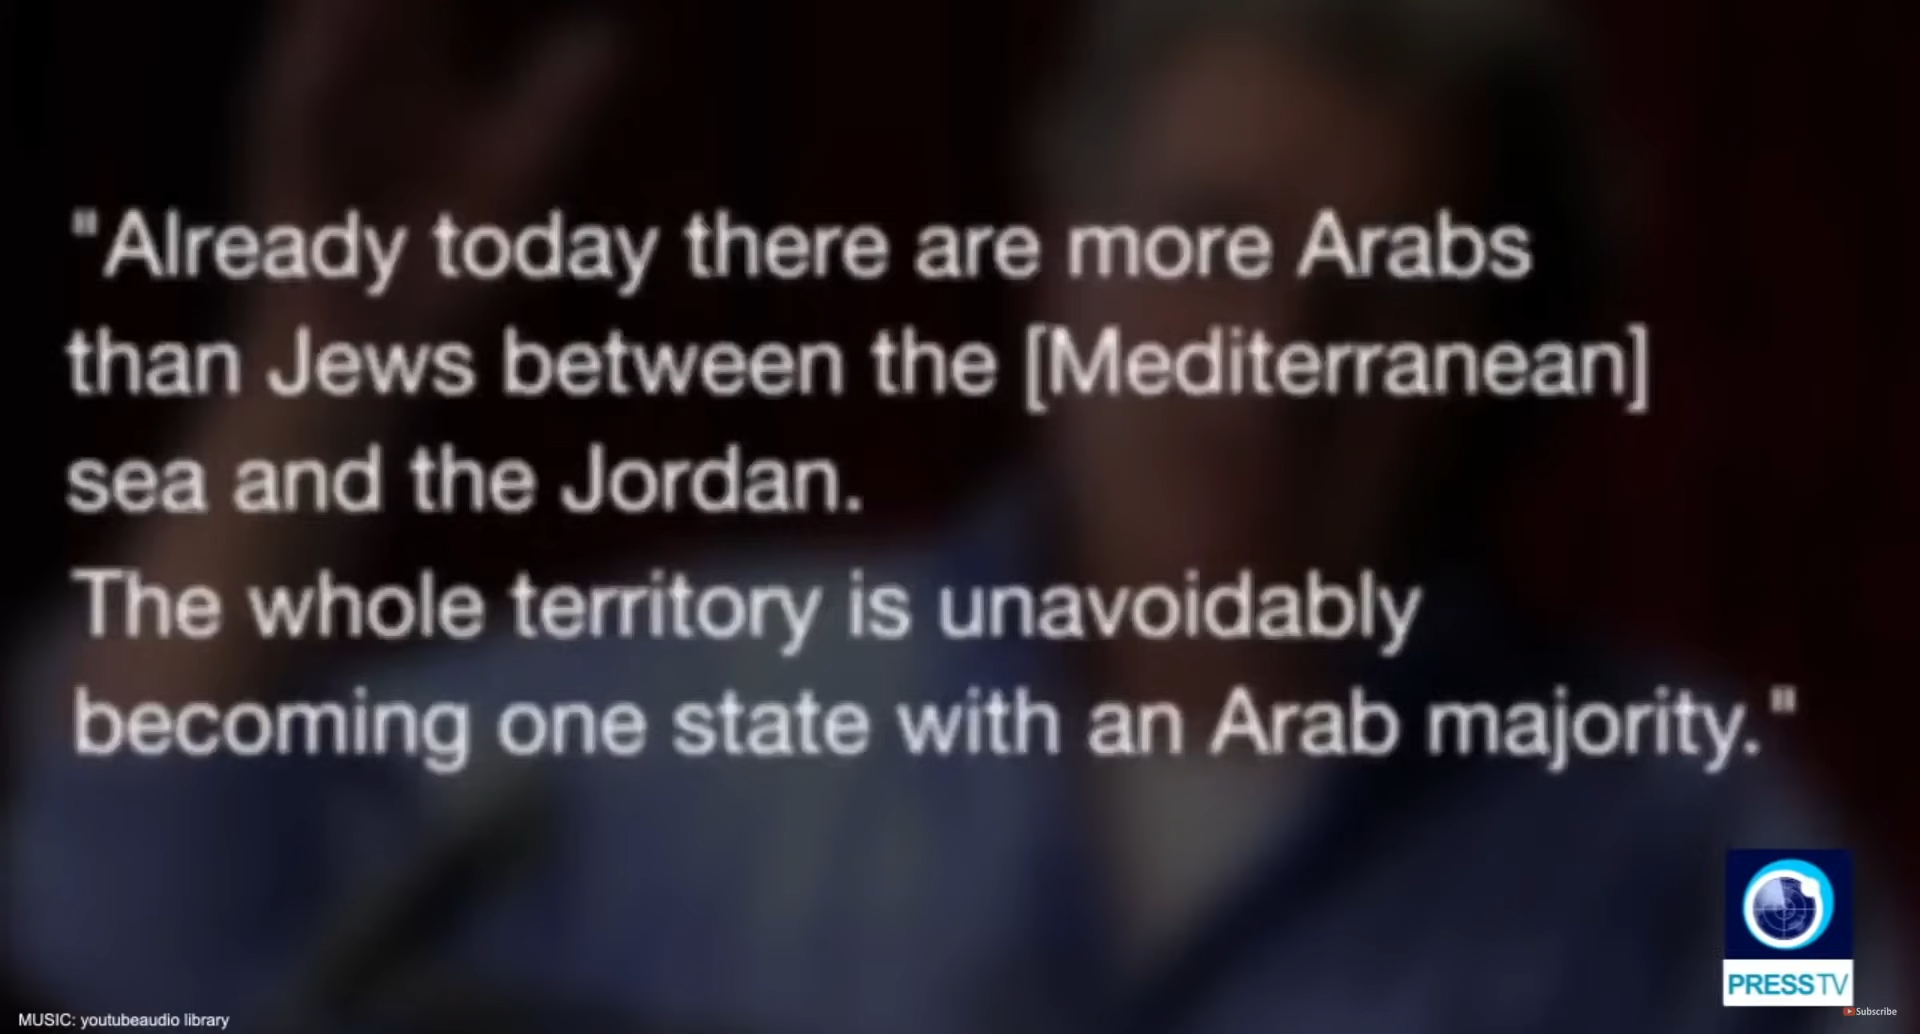 "Already today there are more Arabs
than Jews between the [Mediterranean]
sea and the Jordan.
The whole territory is unavoidably
becoming one state with an Arab majority."
PRESSTV
Subscribe
MUSIC: youtubeaudio library